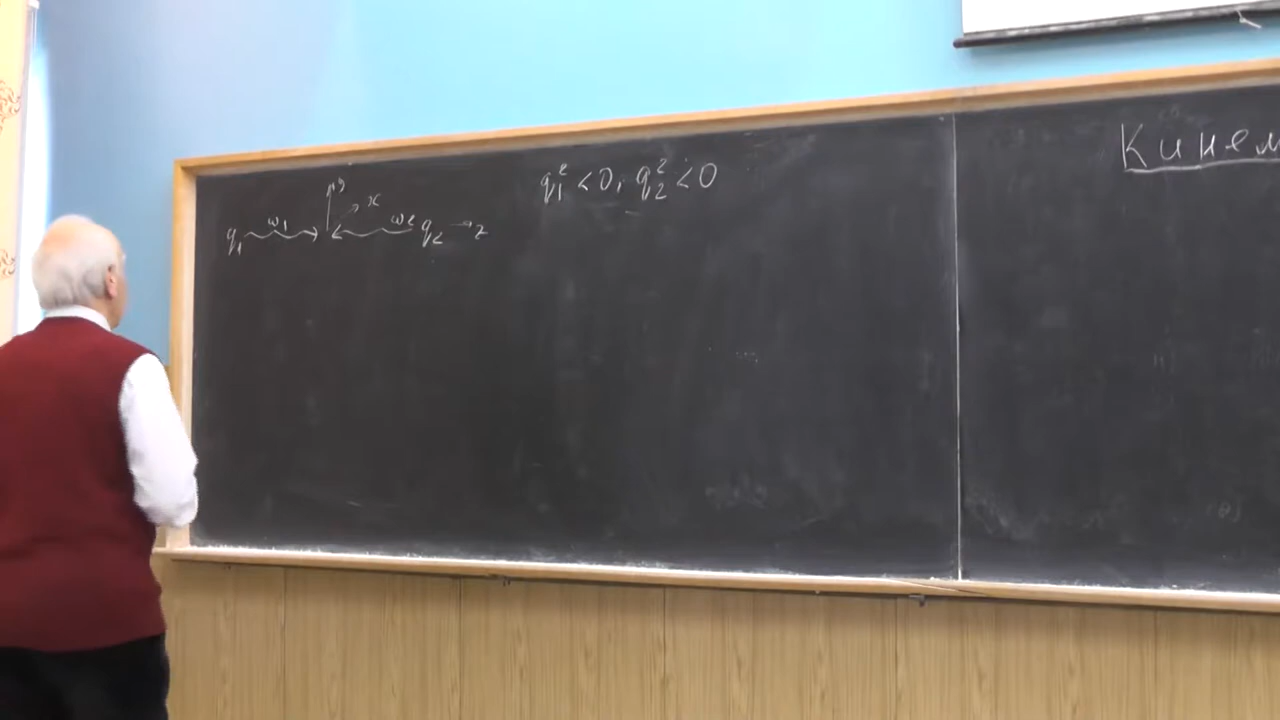 q₁² < 0, q₂² < 0
y
x
q₁ ω₁ ω₂ q₂ → z
Кинем